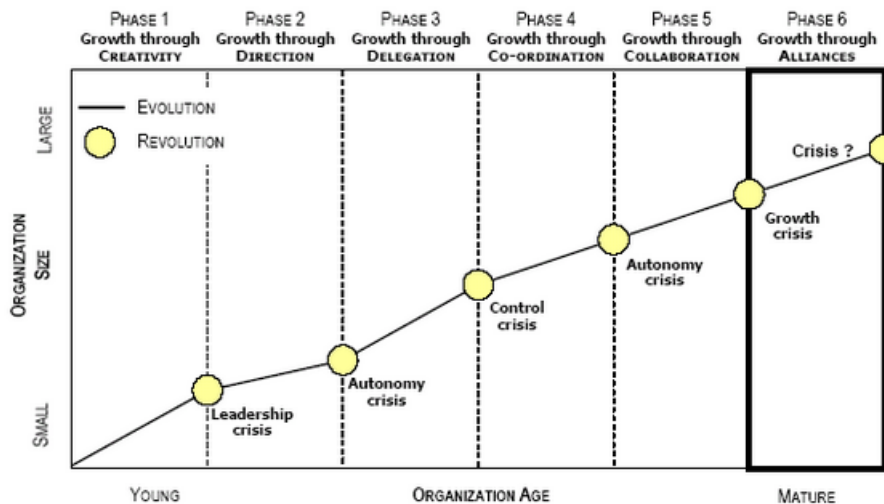 PHASE 1
Growth through
CREATIVITY
PHASE 2
Growth through
DIRECTION
PHASE 3
Growth through
DELEGATION
PHASE 4
Growth through
CO-ORDINATION
PHASE 5
Growth through
COLLABORATION
PHASE 6
Growth through
ALLIANCES
LARGE
ORGANIZATION
SIZE
SMALL
EVOLUTION
REVOLUTION
Leadership
crisis
Autonomy
crisis
Control
crisis
Autonomy
crisis
Growth
crisis
Crisis ?
YOUNG
ORGANIZATION AGE
MATURE